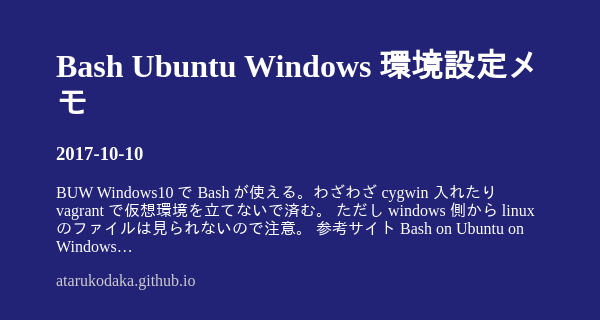 Bash Ubuntu Windows 環境設定メ
モ
2017-10-10
BUW Windows10 で Bash が使える。わざわざ cygwin 入れたり
vagrant で仮想環境を立てないで済む。 ただし windows 側から linux
のファイルは見られないので注意。 参考サイト Bash on Ubuntu on
Windows…
atarukodaka.github.io